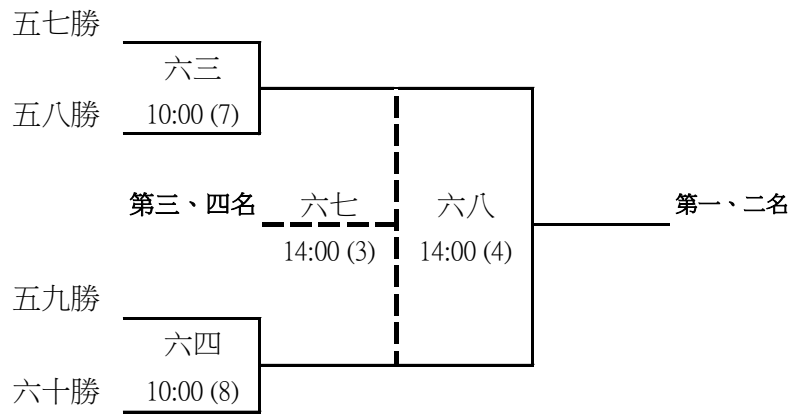 五七勝
六三
五八勝
10:00 (7)
第三、四名
六七
六八
第一、二名
14:00 (3)
14:00 (4)
五九勝
六四
六十勝
10:00 (8)